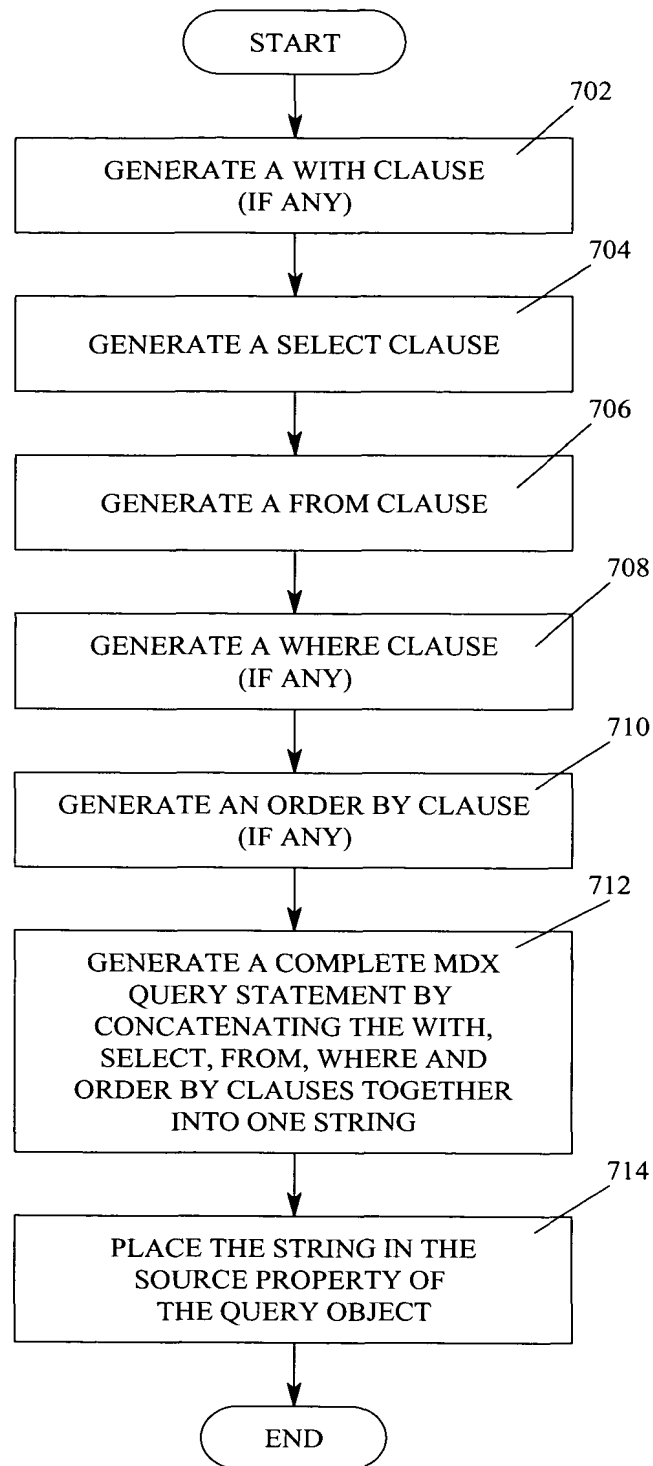 START
702
GENERATE A WITH CLAUSE
(IF ANY)
704
GENERATE A SELECT CLAUSE
706
GENERATE A FROM CLAUSE
708
GENERATE A WHERE CLAUSE
(IF ANY)
710
GENERATE AN ORDER BY CLAUSE
(IF ANY)
712
GENERATE A COMPLETE MDX
QUERY STATEMENT BY
CONCATENATING THE WITH,
SELECT, FROM, WHERE AND
ORDER BY CLAUSES TOGETHER
INTO ONE STRING
714
PLACE THE STRING IN THE
SOURCE PROPERTY OF
THE QUERY OBJECT
END